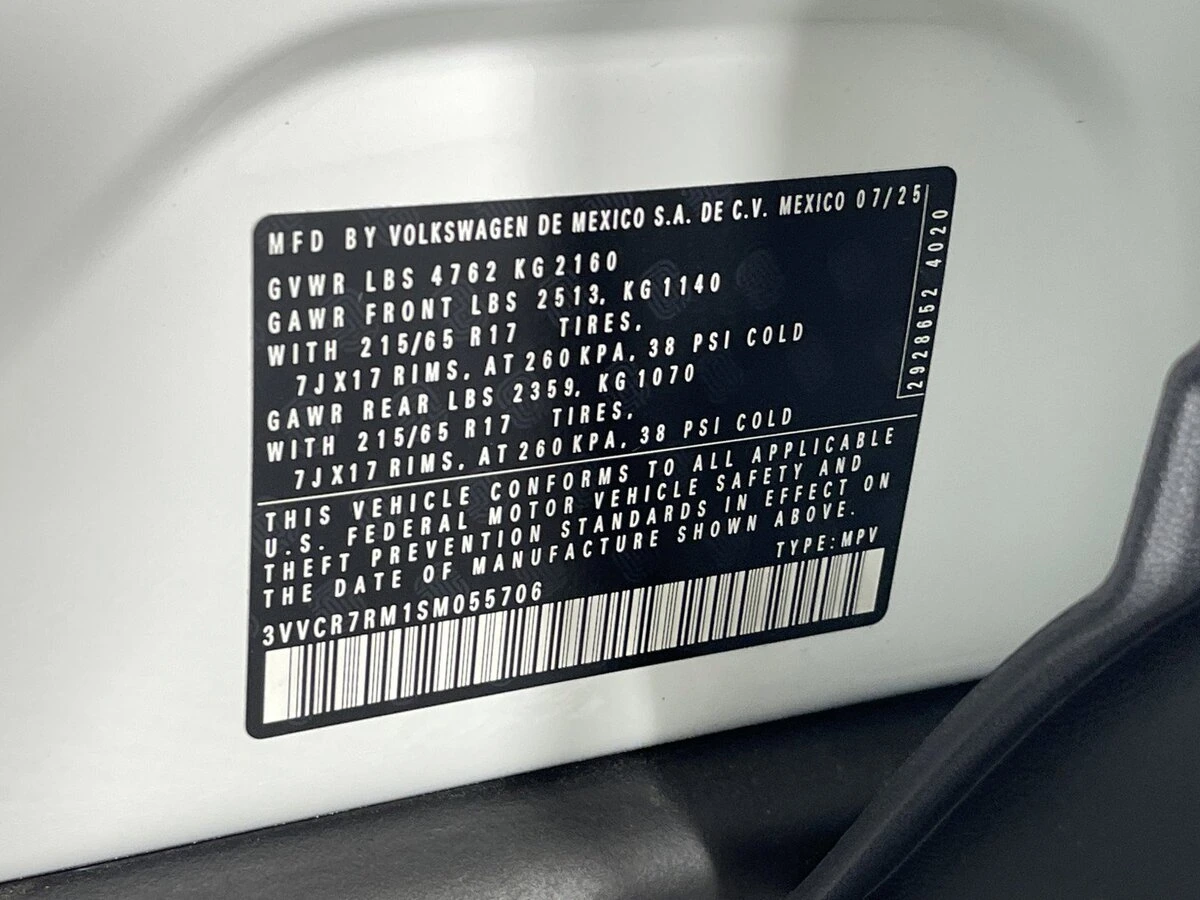 MFD BY VOLKSWAGEN DE MEXICO S.A. DE C.V. MEXICO 07/25
GVWR LBS 4762 KG 2160
GAWR FRONT LBS 2513, KG 1140
WITH 215/65 R17 TIRES,
7JX17 RIMS, AT 260 KPA, 38 PSI COLD
GAWR REAR LBS 2359, KG 1070
WITH 215/65 R17 TIRES,
7JX17 RIMS, AT 260 KPA, 38 PSI COLD
2928652 4020
THIS VEHICLE CONFORMS TO ALL APPLICABLE
U.S. FEDERAL MOTOR VEHICLE SAFETY AND
THEFT PREVENTION STANDARDS IN EFFECT ON
THE DATE OF MANUFACTURE SHOWN ABOVE.
TYPE:MPV
3VVCR7RM1SM055706